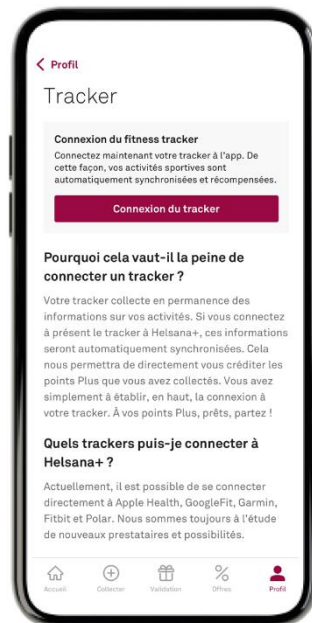 Profil
Tracker
Connexion du fitness tracker
Connectez maintenant votre tracker à l'app. De
cette façon, vos activités sportives sont
automatiquement synchronisées et récompensées.
Connexion du tracker
Pourquoi cela vaut-il la peine de
connecter un tracker ?
Votre tracker collecte en permanence des
informations sur vos activités. Si vous connectez
à présent le tracker à Helsana+, ces informations
seront automatiquement synchronisées. Cela
nous permettra de directement vous créditer les
points Plus que vous avez collectés. Vous avez
simplement à établir, en haut, la connexion à
votre tracker. À vos points Plus, prêts, partez !
Quels trackers puis-je connecter à
Helsana+ ?
Actuellement, il est possible de se connecter
directement à Apple Health, GoogleFit, Garmin,
Fitbit et Polar. Nous sommes toujours à l'étude
de nouveaux prestataires et possibilités.
Accueil Collecter Validation Offres Profil